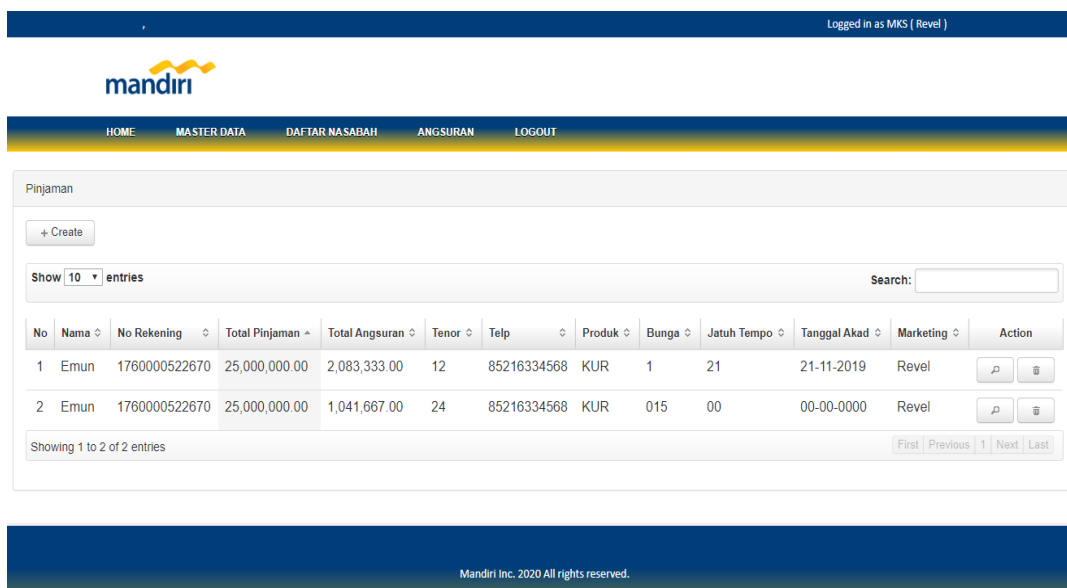 ,
Logged in as MKS ( Revel )
mandırı
HOME MASTER DATA DAFTAR NASABAH ANGSURAN LOGOUT
Pinjaman
+ Create
Show 10 entries Search:
No Nama No Rekening Total Pinjaman Total Angsuran Tenor Telp Produk Bunga Jatuh Tempo Tanggal Akad Marketing Action
1 Emun 1760000522670 25,000,000.00 2,083,333.00 12 85216334568 KUR 1 21 21-11-2019 Revel
2 Emun 1760000522670 25,000,000.00 1,041,667.00 24 85216334568 KUR 015 00 00-00-0000 Revel
Showing 1 to 2 of 2 entries First Previous 1 Next Last
Mandiri Inc. 2020 All rights reserved.